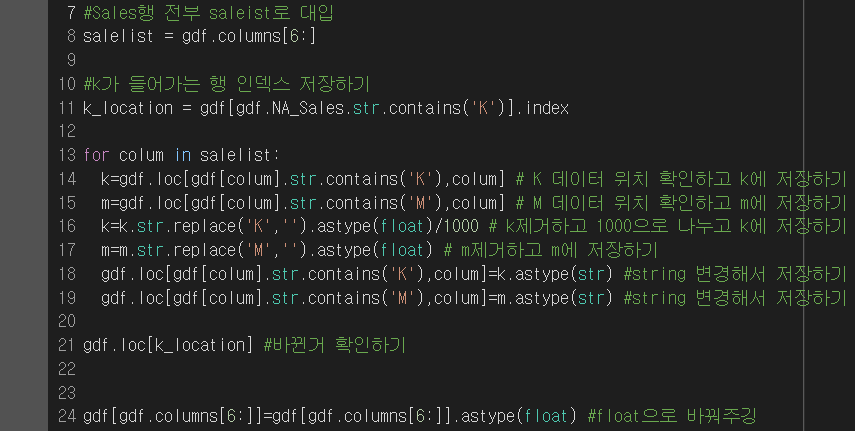 7 #Sales행 전부 saleist로 대입
8 salelist = gdf.columns[6:]
9
10 #k가 들어가는 행 인덱스 저장하기
11 k_location = gdf[gdf.NA_Sales.str.contains('K')].index
12
13 for colum in salelist:
14 k=gdf.loc[gdf[colum].str.contains('K'),colum] # K 데이터 위치 확인하고 k에 저장하기
15 m=gdf.loc[gdf[colum].str.contains('M'),colum] # M 데이터 위치 확인하고 m에 저장하기
16 k=k.str.replace('K','').astype(float)/1000 # k제거하고 1000으로 나누고 k에 저장하기
17 m=m.str.replace('M','').astype(float) # m제거하고 m에 저장하기
18 gdf.loc[gdf[colum].str.contains('K'),colum]=k.astype(str) #string 변경해서 저장하기
19 gdf.loc[gdf[colum].str.contains('M'),colum]=m.astype(str) #string 변경해서 저장하기
20
21 gdf.loc[k_location] #바뀐거 확인하기
22
23
24 gdf[gdf.columns[6:]]=gdf[gdf.columns[6:]].astype(float) #float으로 바꿔주깅